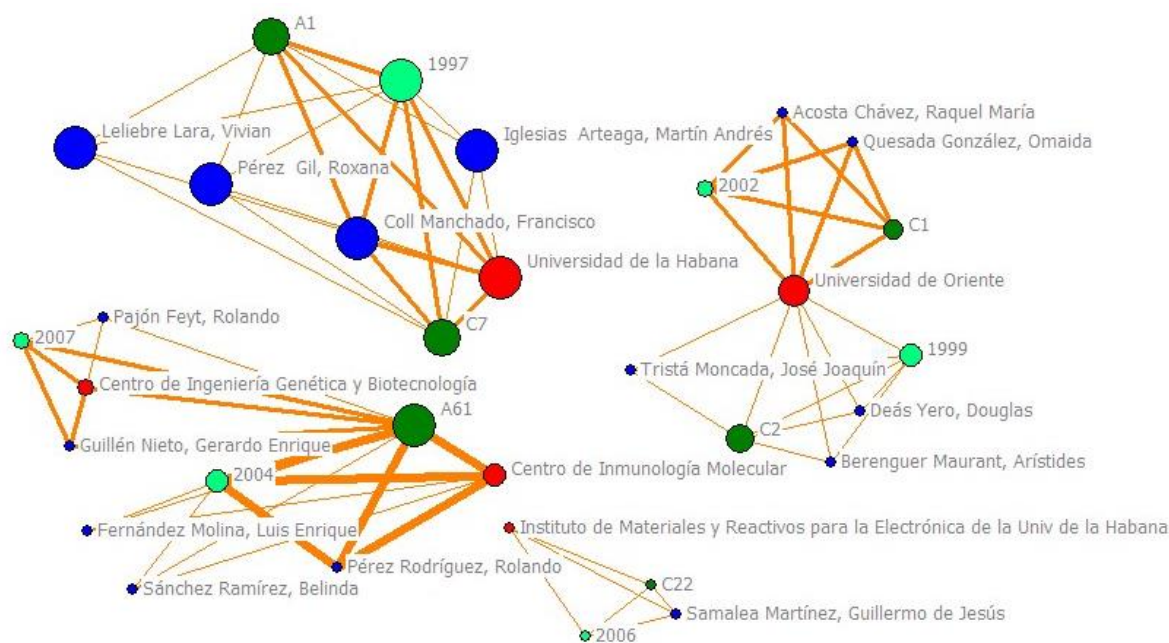 A1
1997
Leliebre Lara, Vivian
Iglesias  Arteaga, Martín Andrés
Pérez  Gil, Roxana
Coll Manchado, Francisco
Universidad de la Habana
C7
Acosta Chávez, Raquel María
Quesada González, Omaida
2002
C1
Universidad de Oriente
1999
Tristá Moncada, José Joaquín
Deás Yero, Douglas
C2
Berenguer Maurant, Arístides
Pajón Feyt, Rolando
2007
Centro de Ingeniería Genética y Biotecnología
A61
Guillén Nieto, Gerardo Enrique
2004
Centro de Inmunología Molecular
Fernández Molina, Luis Enrique
Pérez Rodríguez, Rolando
Sánchez Ramírez, Belinda
Instituto de Materiales y Reactivos para la Electrónica de la Univ de la Habana
C22
Samalea Martínez, Guillermo de Jesús
2006